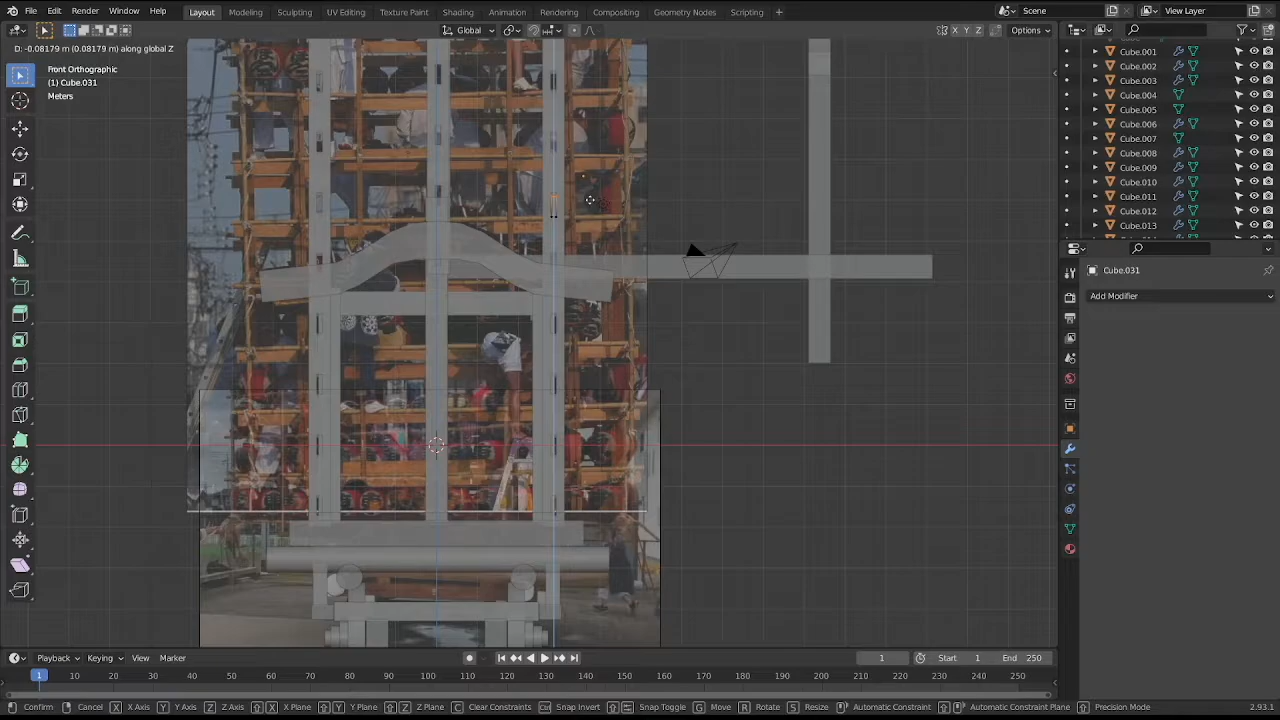 File Edit Render Window Help
Layout Modeling Sculpting UV Editing Texture Paint Shading Animation Rendering Compositing Geometry Nodes Scripting +
Scene
View Layer
Global
X Y Z
Options
D: -0.08179 m (0.08179 m) along global Z
Front Orthographic
(1) Cube.031
Meters
Cube.001
Cube.002
Cube.003
Cube.004
Cube.005
Cube.006
Cube.007
Cube.008
Cube.009
Cube.010
Cube.011
Cube.012
Cube.013
Cube.031
Add Modifier
Playback Keying View Marker
1
Start 1
End 250
1 10 20 30 40 50 60 70 80 90 100 110 120 130 140 150 160 170 180 190 200 210 220 230 240 250
Confirm Cancel X X Axis Y Y Axis Z Z Axis X X Plane Y Y Plane Z Z Plane C Clear Constraints Snap Invert Snap Toggle G Move R Rotate S Resize Automatic Constraint Automatic Constraint Plane Precision Mode
2.93.1